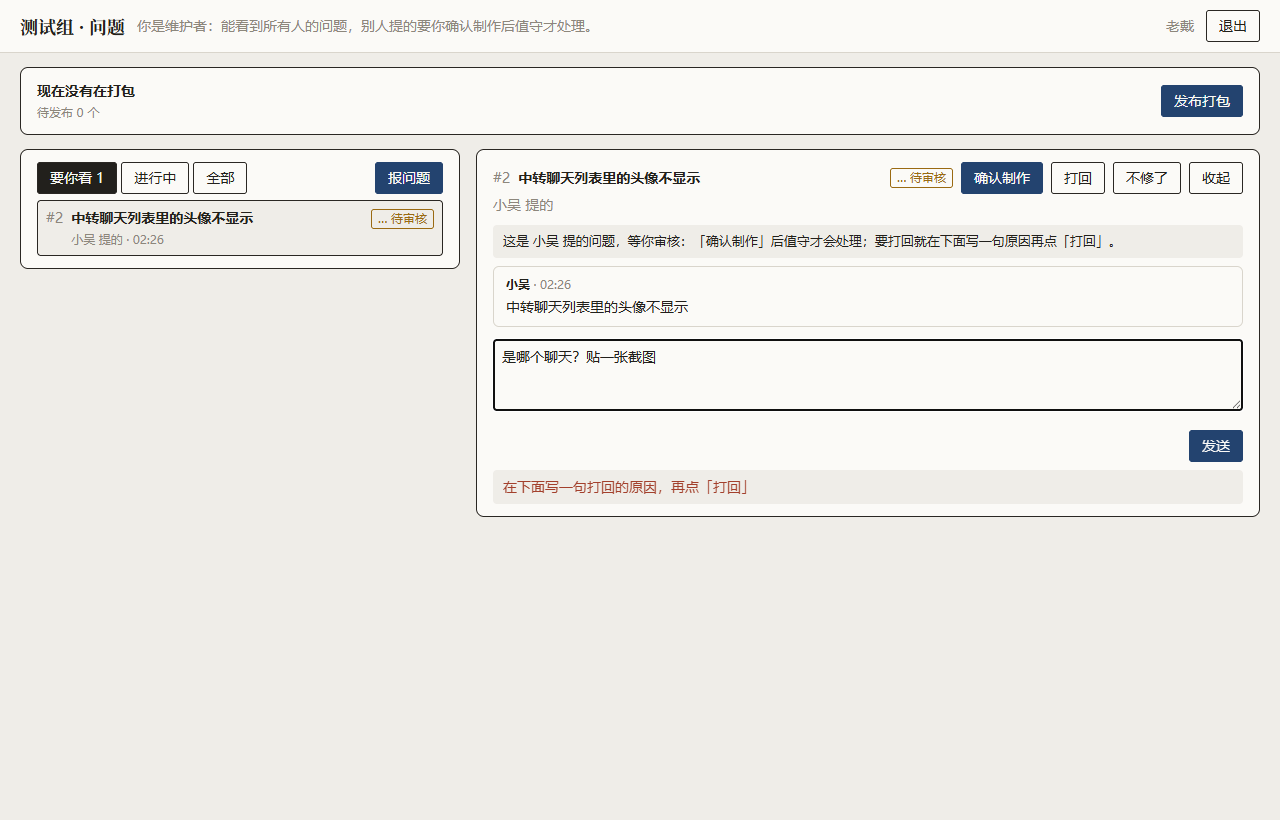 测试组 · 问题 你是维护者：能看到所有人的问题，别人提的要你确认制作后值守才处理。 老戴 退出
现在没有在打包
待发布 0 个
发布打包
要你看 1 进行中 全部 报问题
#2 中转聊天列表里的头像不显示 … 待审核
小吴 提的 · 02:26
#2 中转聊天列表里的头像不显示 … 待审核 确认制作 打回 不修了 收起
小吴 提的
这是 小吴 提的问题，等你审核：「确认制作」后值守才会处理；要打回就在下面写一句原因再点「打回」。
小吴 · 02:26
中转聊天列表里的头像不显示
是哪个聊天？贴一张截图
发送
在下面写一句打回的原因，再点「打回」